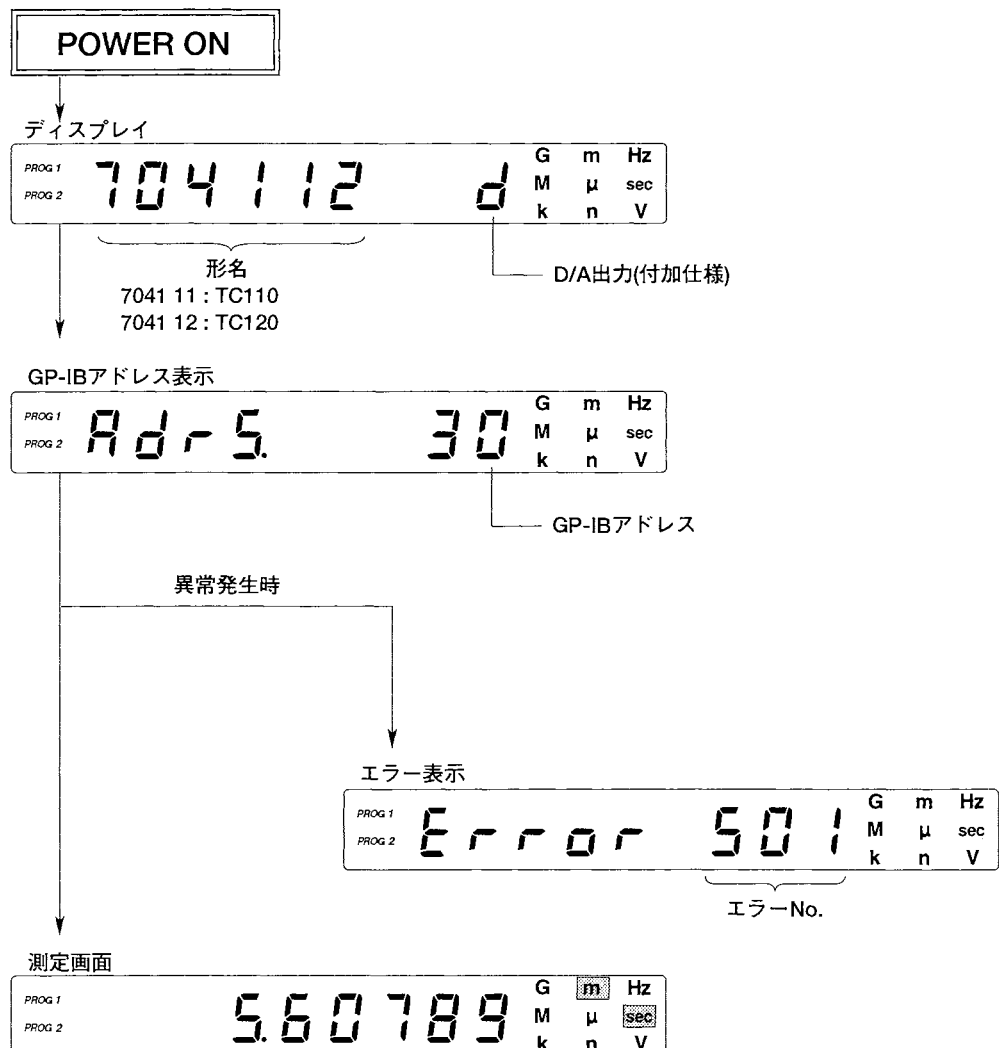 POWER ON
ディスプレイ
PROG 1
PROG 2
704112 d
G m Hz
M μ sec
k n V
形名
7041 11 : TC110
7041 12 : TC120
D/A出力(付加仕様)
GP-IBアドレス表示
PROG 1
PROG 2
Adr5. 30
G m Hz
M μ sec
k n V
GP-IBアドレス
異常発生時
エラー表示
PROG 1
PROG 2
Error 501
G m Hz
M μ sec
k n V
エラーNo.
測定画面
PROG 1
PROG 2
5.60789
G m Hz
M μ sec
k n V